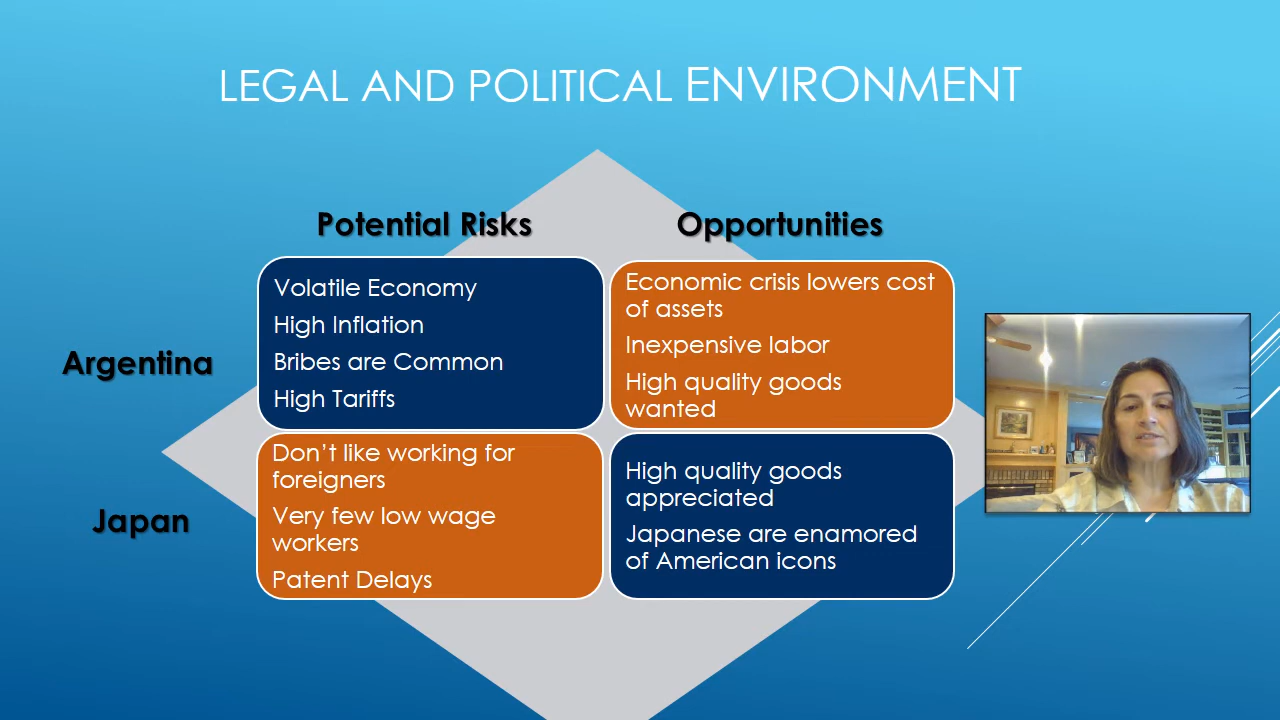 LEGAL AND POLITICAL ENVIRONMENT
Potential Risks
Opportunities
Argentina
Volatile Economy
High Inflation
Bribes are Common
High Tariffs
Economic crisis lowers cost
of assets
Inexpensive labor
High quality goods
wanted
Japan
Don't like working for
foreigners
Very few low wage
workers
Patent Delays
High quality goods
appreciated
Japanese are enamored
of American icons